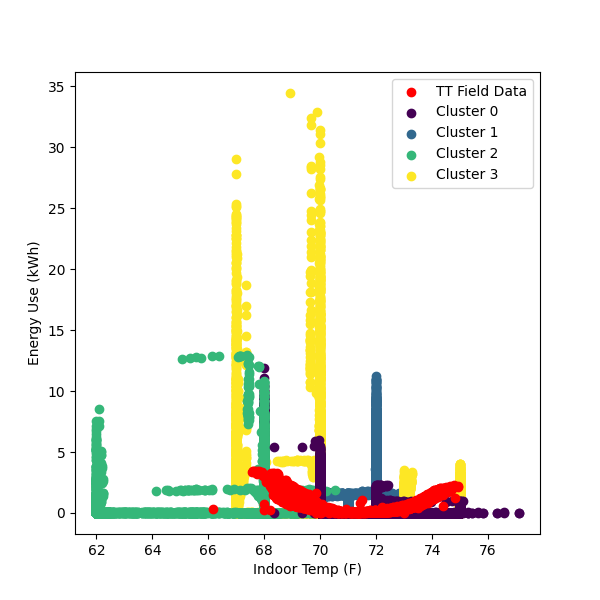 35
30
25
20
15
10
5
0
Energy Use (kWh)
TT Field Data
Cluster 0
Cluster 1
Cluster 2
Cluster 3
62 64 66 68 70 72 74 76
Indoor Temp (F)